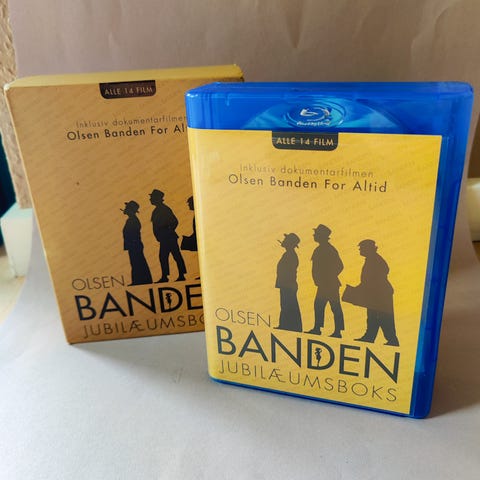 ALLE 14 FILM
Inklusiv dokumentarfilmen
Olsen Banden For Altid
OLSEN
BANDEN
JUBILÆUMSBOKS
ALLE 14 FILM
Inklusiv dokumentarfilmen
Olsen Banden For Altid
OLSEN
BANDEN
JUBILÆUMSBOKS